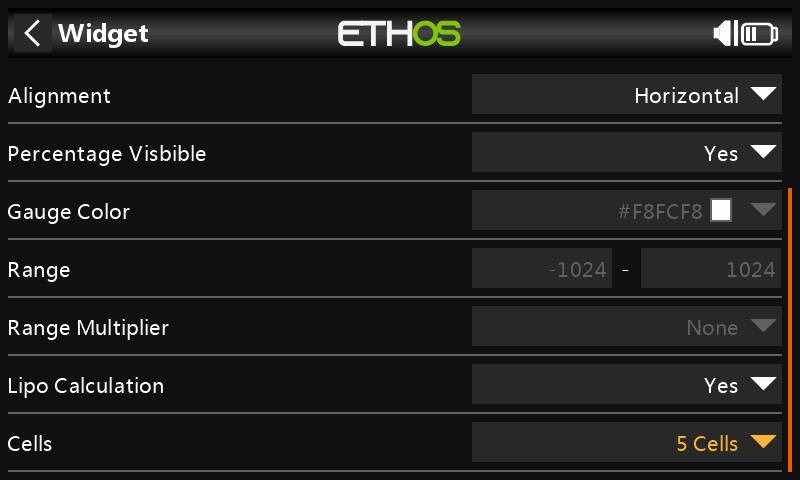 Widget
ETHOS
Alignment Horizontal
Percentage Visbible Yes
Gauge Color #F8FCF8
Range -1024 - 1024
Range Multiplier None
Lipo Calculation Yes
Cells 5 Cells